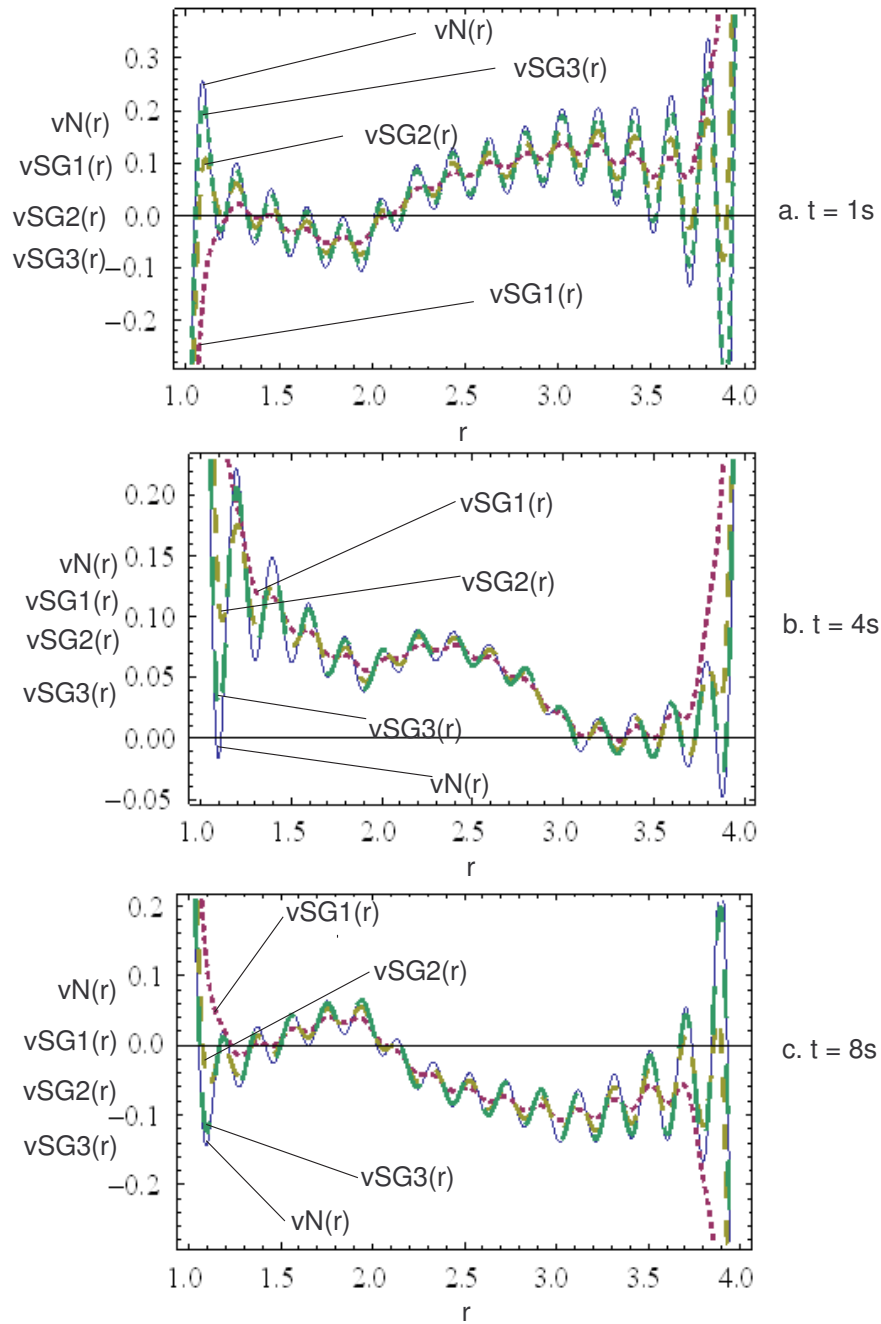 vN(r)
0.3
vSG3(r)
0.2
vN(r)
vSG2(r)
vSG1(r)
0.1
vSG2(r)
0.0
a. t = 1s
vSG3(r)
−0.1
vSG1(r)
−0.2
1.0 1.5 2.0 2.5 3.0 3.5 4.0
r
0.20
vSG1(r)
0.15
vN(r)
vSG2(r)
vSG1(r)
0.10
b. t = 4s
vSG2(r)
0.05
vSG3(r)
vSG3(r)
0.00
vN(r)
−0.05
1.0 1.5 2.0 2.5 3.0 3.5 4.0
r
0.2
vSG1(r)
vSG2(r)
vN(r)
0.1
vSG1(r)
0.0
c. t = 8s
vSG2(r)
−0.1
vSG3(r)
vSG3(r)
−0.2
vN(r)
1.0 1.5 2.0 2.5 3.0 3.5 4.0
r